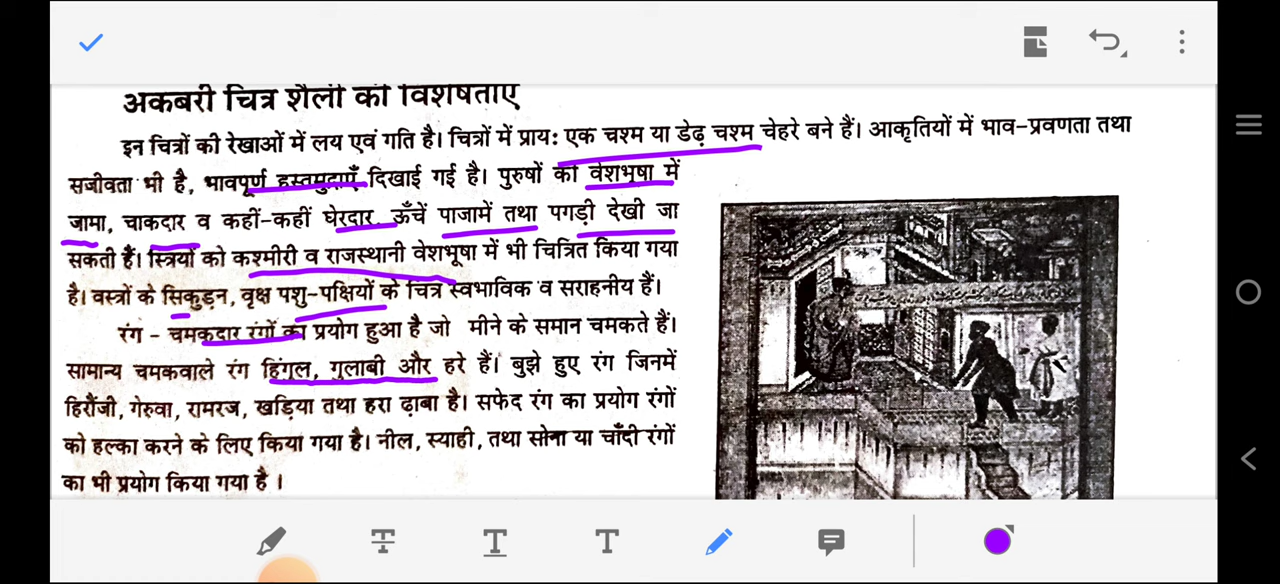 अकबरी चित्र शैली की विशेषताएँ
इन चित्रों की रेखाओं में लय एवं गति है। चित्रों में प्राय: एक चश्म या डेढ़ चश्म चेहरे बने हैं। आकृतियों में भाव-प्रवणता तथा
सजीवता भी है, भावपूर्ण हस्तमुद्राएँ दिखाई गई है। पुरुषों की वेशभूषा में
जामा, चाकदार व कहीं-कहीं घेरदार ऊँचें पाजामें तथा पगड़ी देखी जा
सकती हैं। स्त्रियों को कश्मीरी व राजस्थानी वेशभूषा में भी चित्रित किया गया
है। वस्त्रों के सिकुड़न, वृक्ष पशु-पक्षियों के चित्र स्वभाविक व सराहनीय हैं।
रंग - चमकदार रंगों का प्रयोग हुआ है जो मीने के समान चमकते हैं।
सामान्य चमकवाले रंग हिंगुल, गुलाबी और हरे हैं। बुझे हुए रंग जिनमें
हिरौंजी, गेरुवा, रामरज, खड़िया तथा हरा ढ़ाबा है। सफेद रंग का प्रयोग रंगों
को हल्का करने के लिए किया गया है। नील, स्याही, तथा सोना या चाँदी रंगों
का भी प्रयोग किया गया है ।